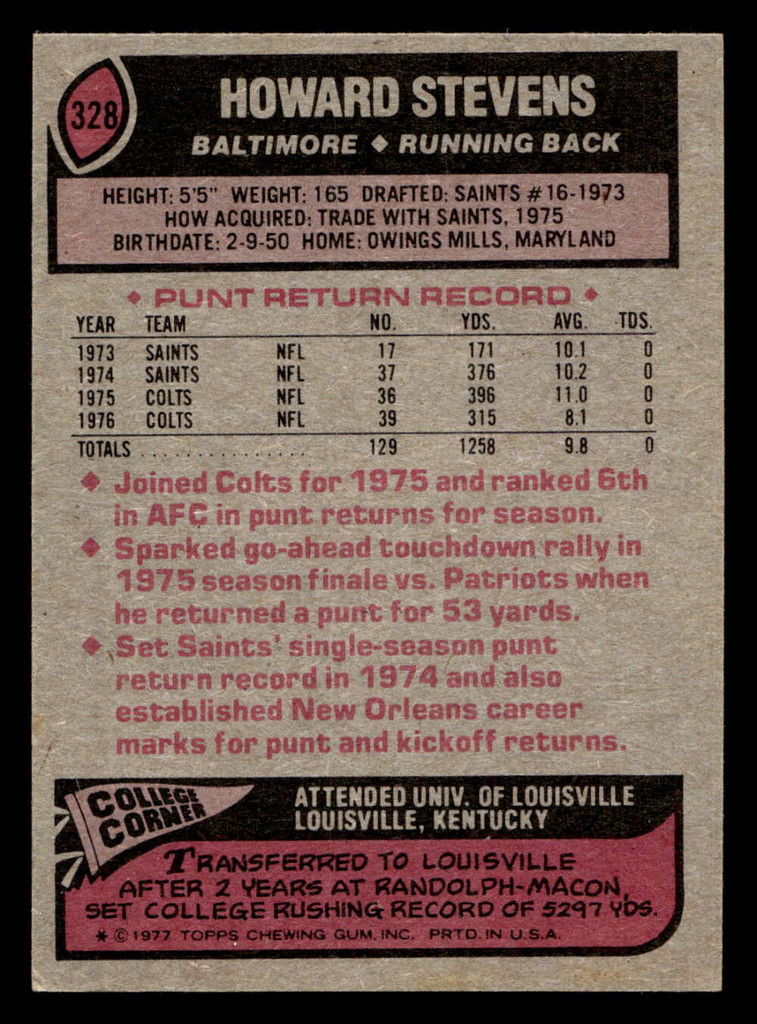 328
HOWARD STEVENS
BALTIMORE ◆ RUNNING BACK
HEIGHT: 5'5" WEIGHT: 165 DRAFTED: SAINTS #16-1973
HOW ACQUIRED: TRADE WITH SAINTS, 1975
BIRTHDATE: 2-9-50 HOME: OWINGS MILLS, MARYLAND
◆ PUNT RETURN RECORD ◆
YEAR TEAM NO. YDS. AVG. TDS.
1973 SAINTS NFL 17 171 10.1 0
1974 SAINTS NFL 37 376 10.2 0
1975 COLTS NFL 36 396 11.0 0
1976 COLTS NFL 39 315 8.1 0
TOTALS . . . . . . . . . . . . . . . . 129 1258 9.8 0
◆ Joined Colts for 1975 and ranked 6th
in AFC in punt returns for season.
◆ Sparked go-ahead touchdown rally in
1975 season finale vs. Patriots when
he returned a punt for 53 yards.
◆ Set Saints' single-season punt
return record in 1974 and also
established New Orleans career
marks for punt and kickoff returns.
COLLEGE
CORNER
ATTENDED UNIV. OF LOUISVILLE
LOUISVILLE, KENTUCKY
TRANSFERRED TO LOUISVILLE
AFTER 2 YEARS AT RANDOLPH-MACON,
SET COLLEGE RUSHING RECORD OF 5297 YDS.
* © 1977 TOPPS CHEWING GUM, INC. PRTD. IN U.S.A.